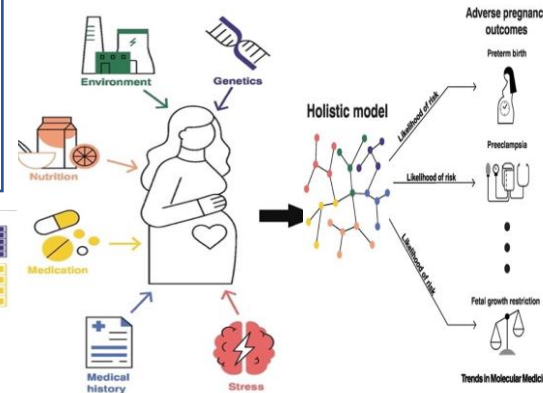 Adverse pregnanc
outcomes
Environment
Genetics
Preterm birth
Holistic model
Likelihood of risk
Nutrition
Likelihood of risk
Preeclampsia
Medication
Likelihood of risk
Fetal growth restriction
Medical
history
Stress
Trends in Molecular Medici